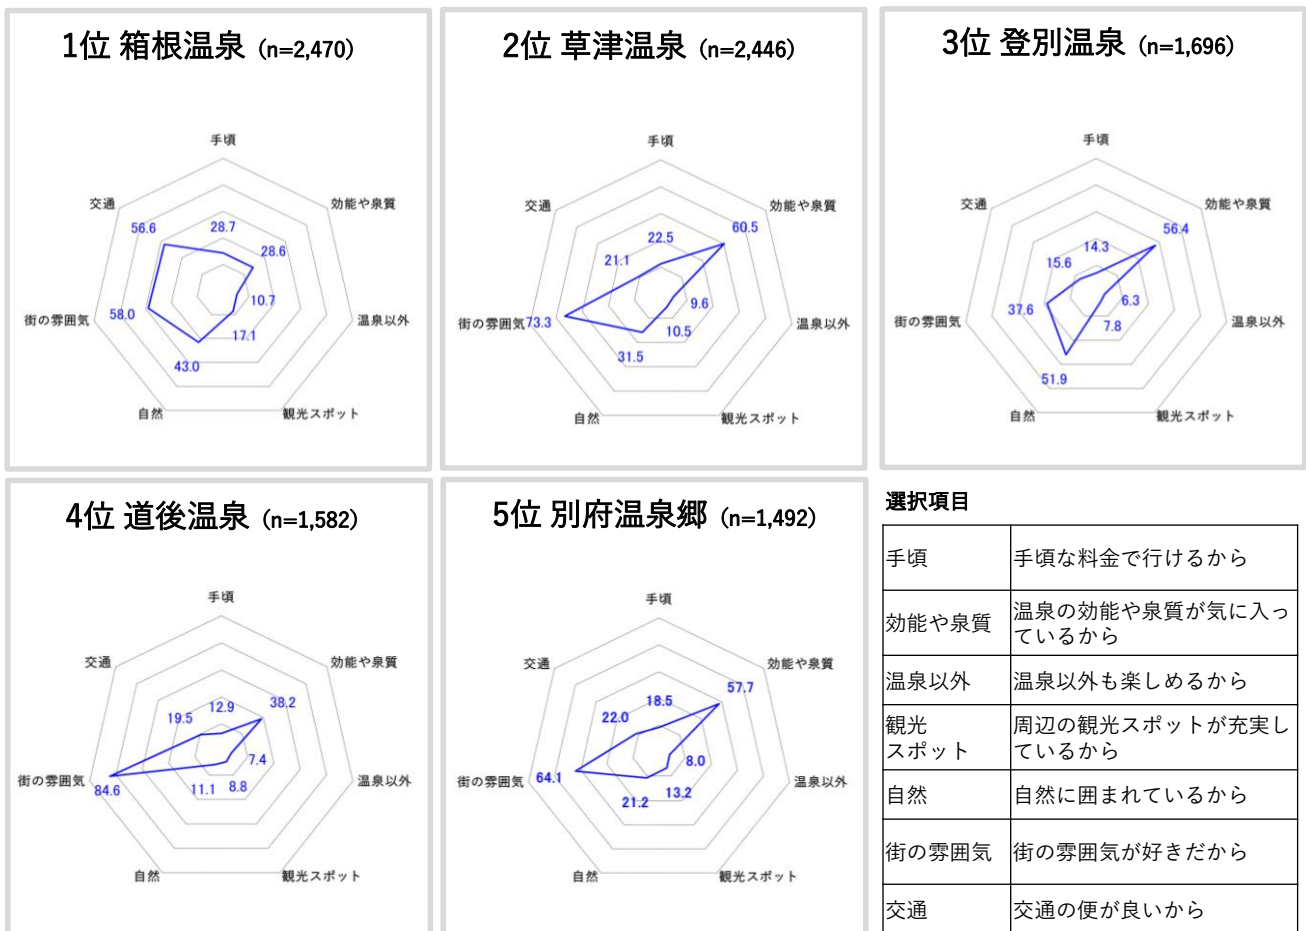 1位 箱根温泉 (n=2,470)
手頃
交通
効能や泉質
56.6
28.7
28.6
10.7
58.0
街の雰囲気
温泉以外
17.1
43.0
自然
観光スポット
2位 草津温泉 (n=2,446)
手頃
交通
効能や泉質
60.5
22.5
21.1
9.6
街の雰囲気
73.3
温泉以外
10.5
31.5
自然
観光スポット
3位 登別温泉 (n=1,696)
手頃
交通
効能や泉質
56.4
14.3
15.6
6.3
37.6
街の雰囲気
温泉以外
7.8
51.9
自然
観光スポット
4位 道後温泉 (n=1,582)
手頃
交通
効能や泉質
12.9
38.2
19.5
7.4
街の雰囲気
温泉以外
84.6
11.1
8.8
自然
観光スポット
5位 別府温泉郷 (n=1,492)
手頃
交通
効能や泉質
57.7
18.5
22.0
8.0
64.1
街の雰囲気
温泉以外
13.2
21.2
自然
観光スポット
選択項目
手頃 手頃な料金で行けるから
効能や泉質 温泉の効能や泉質が気に入っ
ているから
温泉以外 温泉以外も楽しめるから
観光 周辺の観光スポットが充実し
スポット ているから
自然 自然に囲まれているから
街の雰囲気 街の雰囲気が好きだから
交通 交通の便が良いから